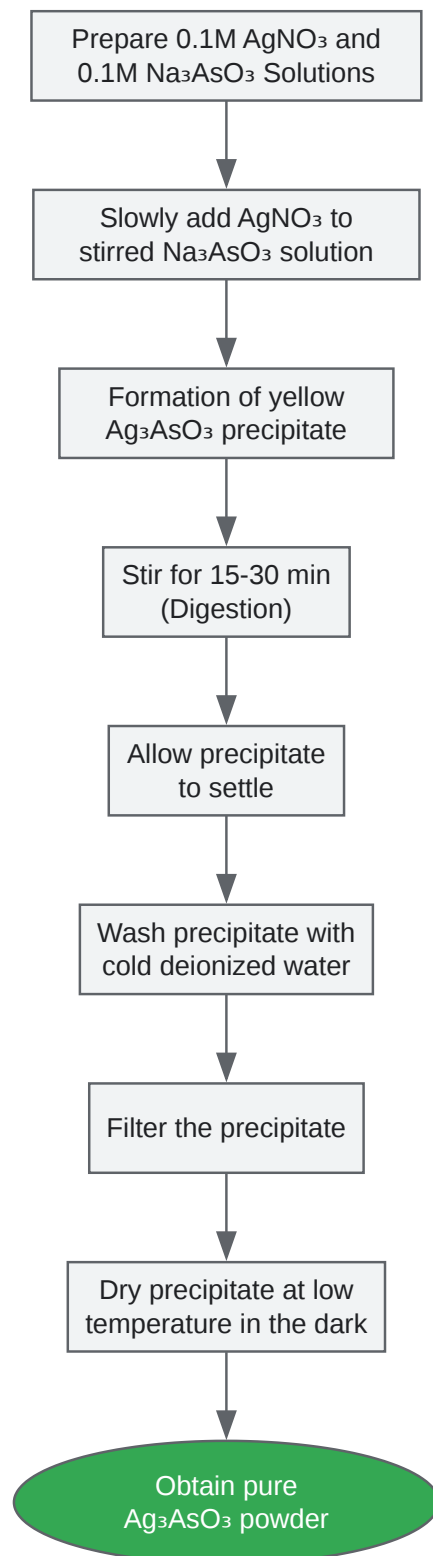 Prepare 0.1M AgNO₃ and
0.1M Na₃AsO₃ Solutions
Slowly add AgNO₃ to
stirred Na₃AsO₃ solution
Formation of yellow
Ag₃AsO₃ precipitate
Stir for 15-30 min
(Digestion)
Allow precipitate
to settle
Wash precipitate with
cold deionized water
Filter the precipitate
Dry precipitate at low
temperature in the dark
Obtain pure
Ag₃AsO₃ powder